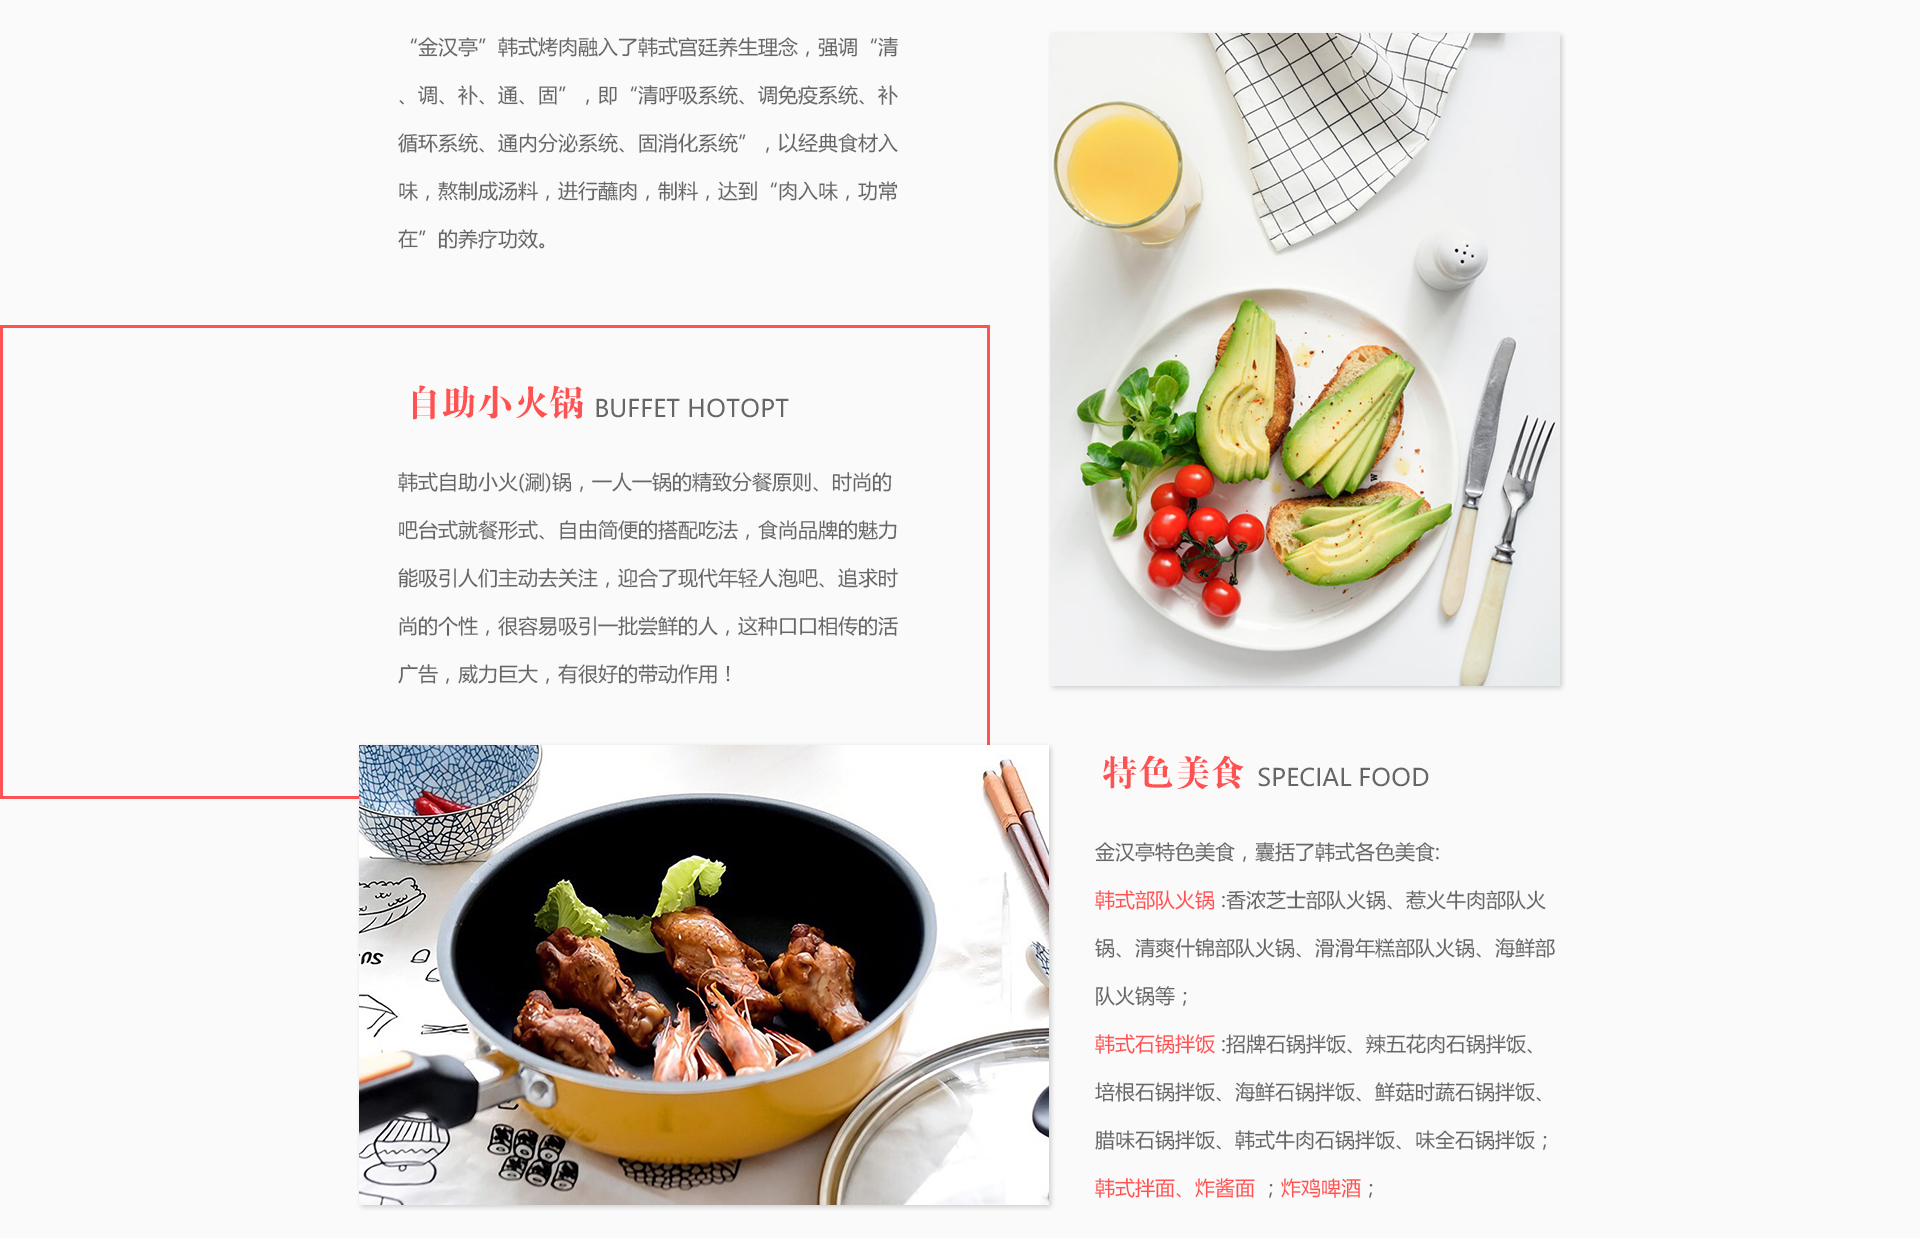 “金汉亭”韩式烤肉融入了韩式宫廷养生理念，强调“清
、调、补、通、固”，即“清呼吸系统、调免疫系统、补
循环系统、通内分泌系统、固消化系统”，以经典食材入
味，熬制成汤料，进行蘸肉，制料，达到“肉入味，功常
在”的养疗功效。
自助小火锅 BUFFET HOTOPT
韩式自助小火(涮)锅，一人一锅的精致分餐原则、时尚的
吧台式就餐形式、自由简便的搭配吃法，食尚品牌的魅力
能吸引人们主动去关注，迎合了现代年轻人泡吧、追求时
尚的个性，很容易吸引一批尝鲜的人，这种口口相传的活
广告，威力巨大，有很好的带动作用！
特色美食 SPECIAL FOOD
金汉亭特色美食，囊括了韩式各色美食:
韩式部队火锅 :香浓芝士部队火锅、惹火牛肉部队火
锅、清爽什锦部队火锅、滑滑年糕部队火锅、海鲜部
队火锅等；
韩式石锅拌饭 :招牌石锅拌饭、辣五花肉石锅拌饭、
培根石锅拌饭、海鲜石锅拌饭、鲜菇时蔬石锅拌饭、
腊味石锅拌饭、韩式牛肉石锅拌饭、味全石锅拌饭；
韩式拌面、炸酱面 ；炸鸡啤酒；